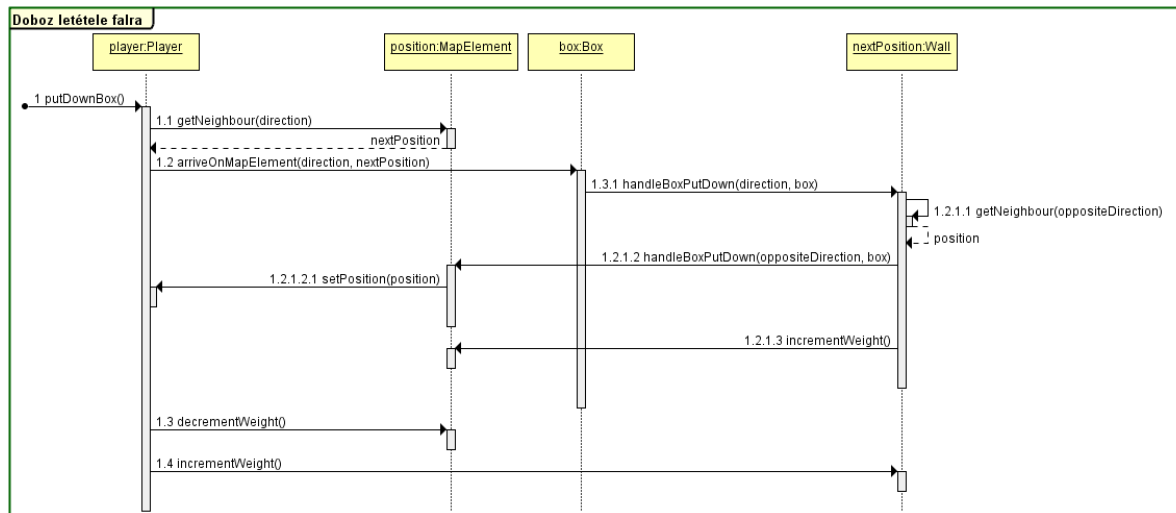 Doboz letétele falra
player:Player
position:MapElement
box:Box
nextPosition:Wall
1 putDownBox()
1.1 getNeighbour(direction)
nextPosition
1.2 arriveOnMapElement(direction, nextPosition)
1.3.1 handleBoxPutDown(direction, box)
1.2.1.1 getNeighbour(oppositeDirection)
position
1.2.1.2 handleBoxPutDown(oppositeDirection, box)
1.2.1.2.1 setPosition(position)
1.2.1.3 incrementWeight()
1.3 decrementWeight()
1.4 incrementWeight()